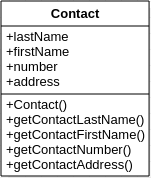 Contact
+lastName
+firstName
+number
+address
+Contact()
+getContactLastName()
+getContactFirstName()
+getContactNumber()
+getContactAddress()